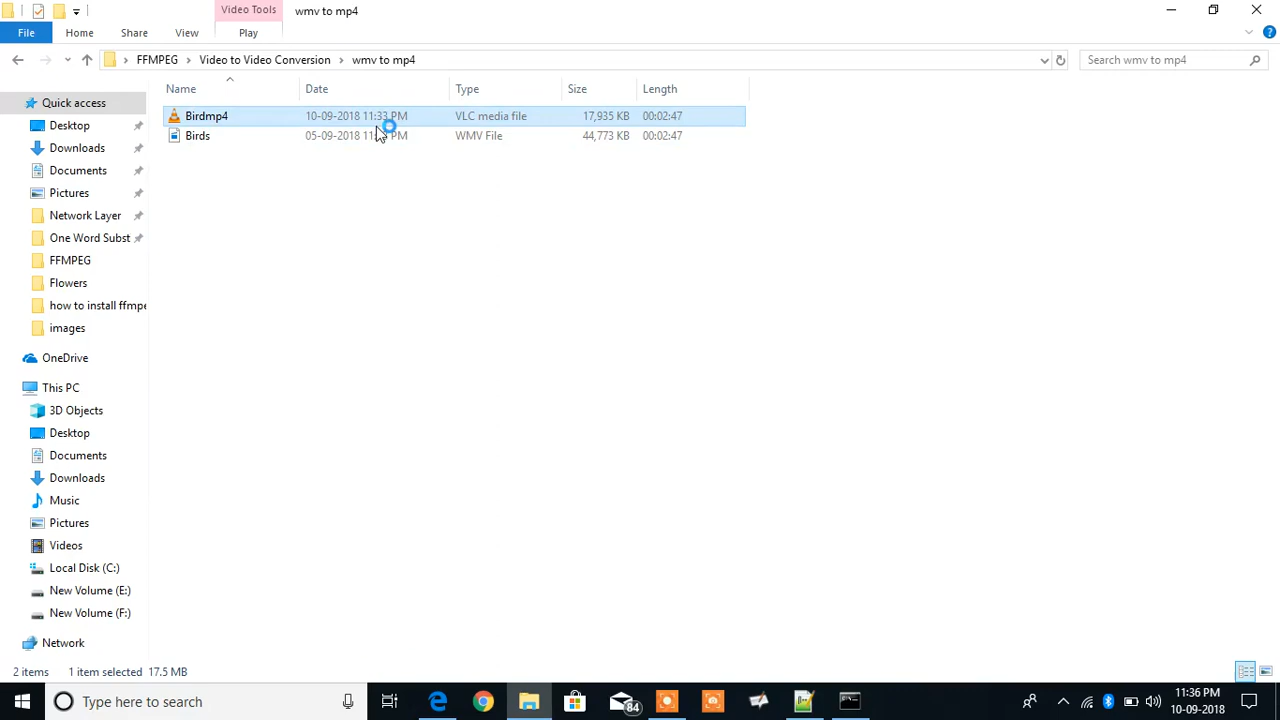 Video Tools
wmv to mp4
File
Home
Share
View
Play
FFMPEG
Video to Video Conversion
wmv to mp4
Search wmv to mp4
Name
Date
Type
Size
Length
Birdmp4
10-09-2018 11:33 PM
VLC media file
17,935 KB
00:02:47
Birds
05-09-2018 PM
WMV File
44,773 KB
00:02:47
Quick access
Desktop
Downloads
Documents
Pictures
Network Layer
One Word Subst
FFMPEG
Flowers
how to install ffmpe
images
OneDrive
This PC
3D Objects
Desktop
Documents
Downloads
Music
Pictures
Videos
Local Disk (C:)
New Volume (E:)
New Volume (F:)
Network
2 items
1 item selected 17.5 MB
Type here to search
84
11:36 PM
10-09-2018